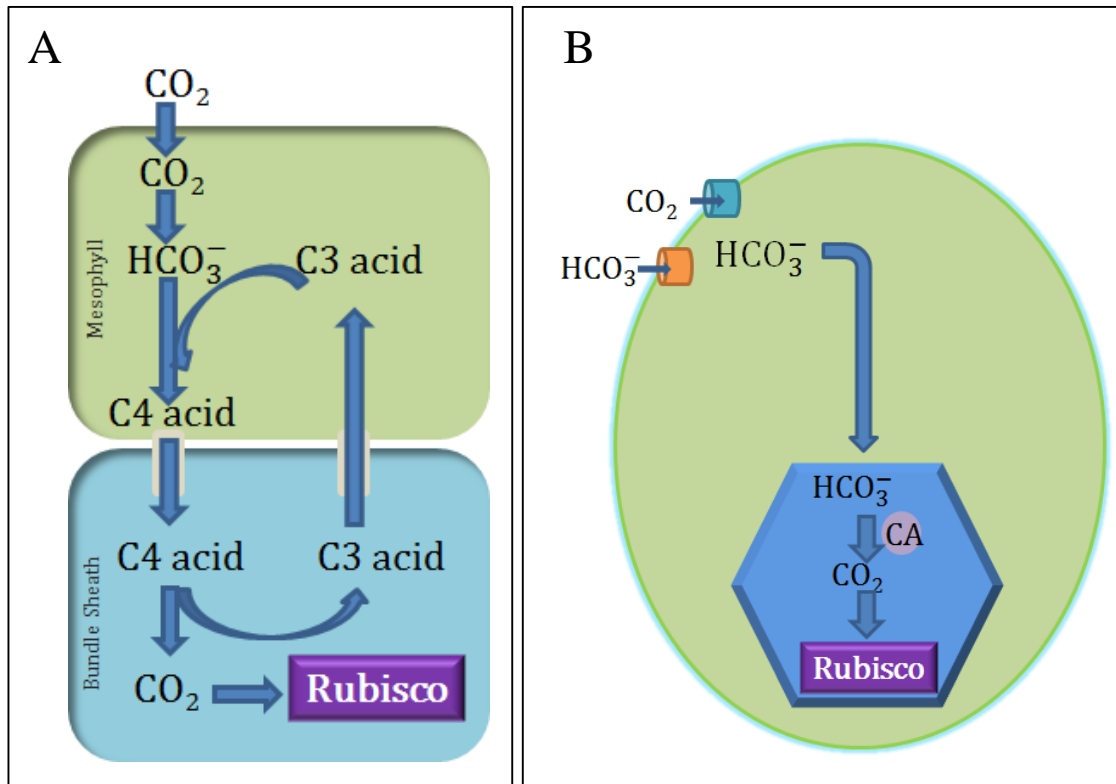 A
CO₂
CO₂
HCO₃⁻
C3 acid
Mesophyll
C4 acid
C4 acid
C3 acid
Bundle Sheath
CO₂
Rubisco
B
CO₂
HCO₃⁻
HCO₃⁻
HCO₃⁻
CA
CO₂
Rubisco